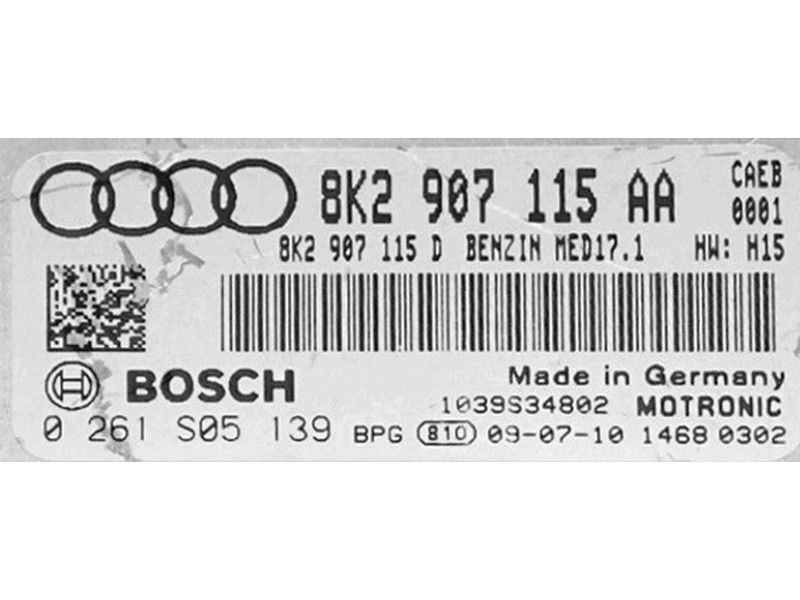 8K2 907 115 AA CAEB 0001
8K2 907 115 D BENZIN MED17.1 HW: H15
BOSCH Made in Germany
1039S34802 MOTRONIC
0 261 S05 139 BPG 810 09-07-10 1468 0302